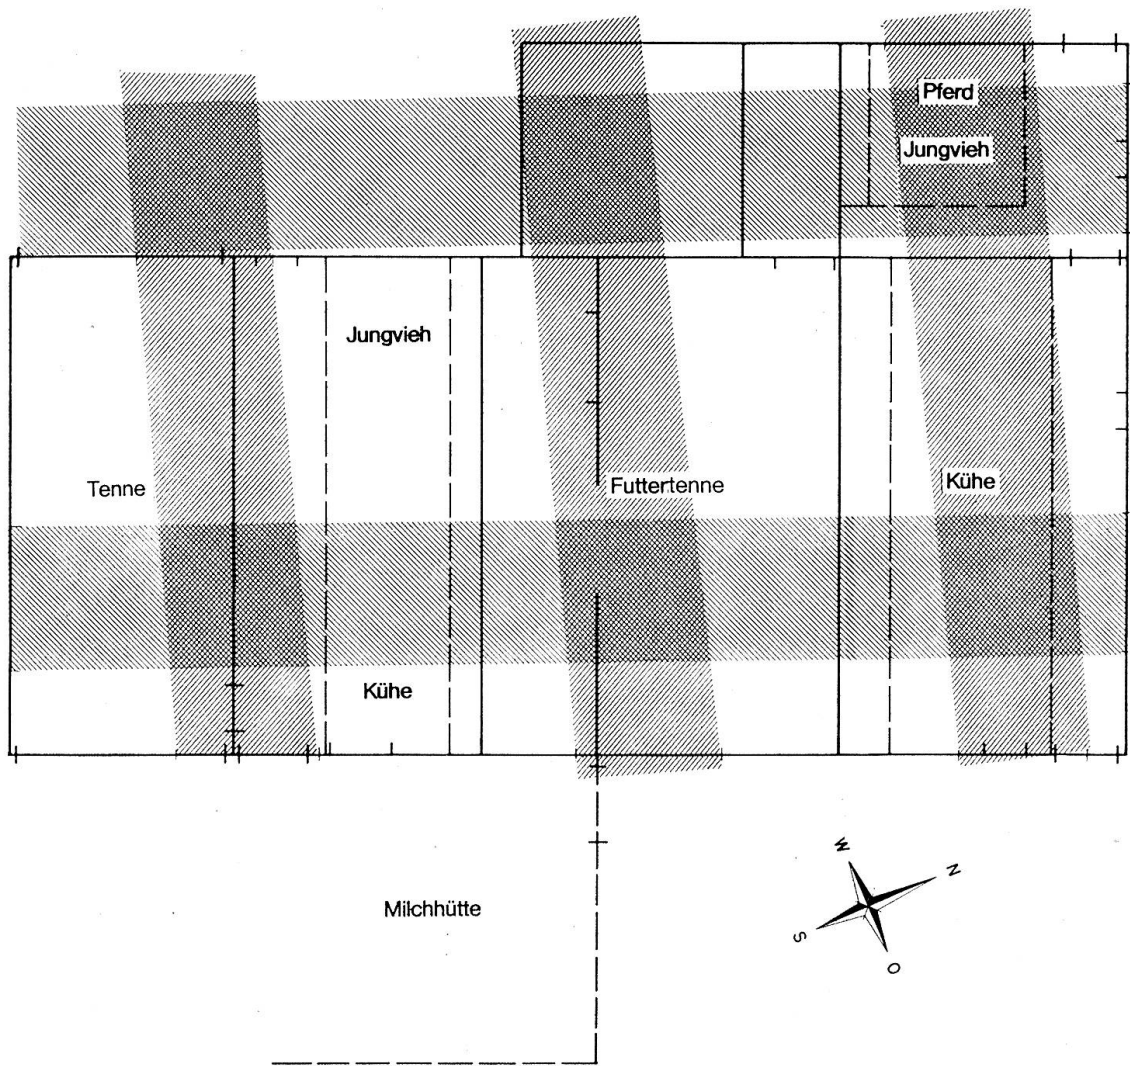 Pferd
Jungvieh
Jungvieh
Tenne
Futtertenne
Kühe
Kühe
Milchhütte
W
N
S
O